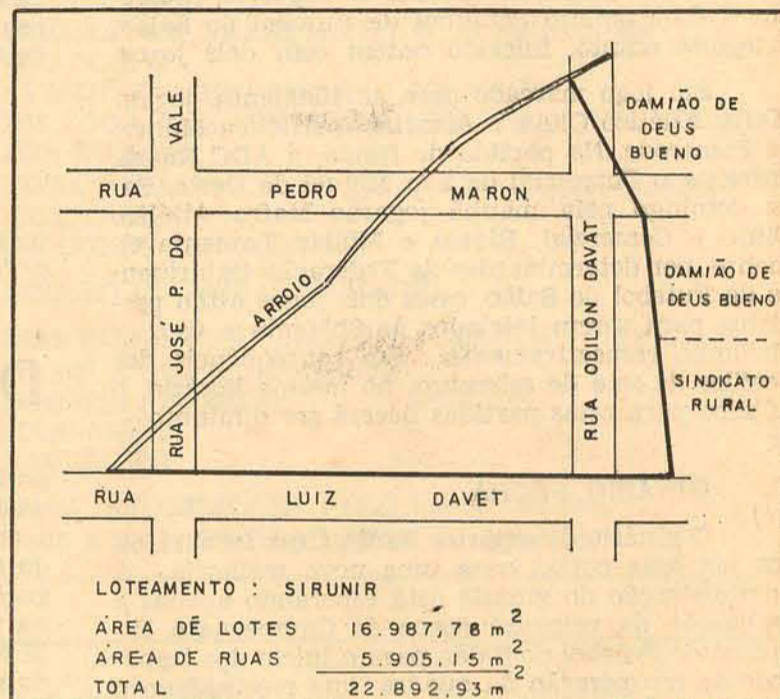 DAMIÃO DE
DEUS
BUENO
RUA PEDRO MARON
RUA JOSÉ P. DO VALE
ARROIO
RUA ODILON DAVAT
DAMIÃO DE
DEUS BUENO
SINDICATO
RURAL
RUA LUIZ DAVET
LOTEAMENTO : SIRUNIR
AREA DE LOTES 16.987,78 m²
AREA DE RUAS 5.905,15 m²
TOTAL 22.892,93 m²